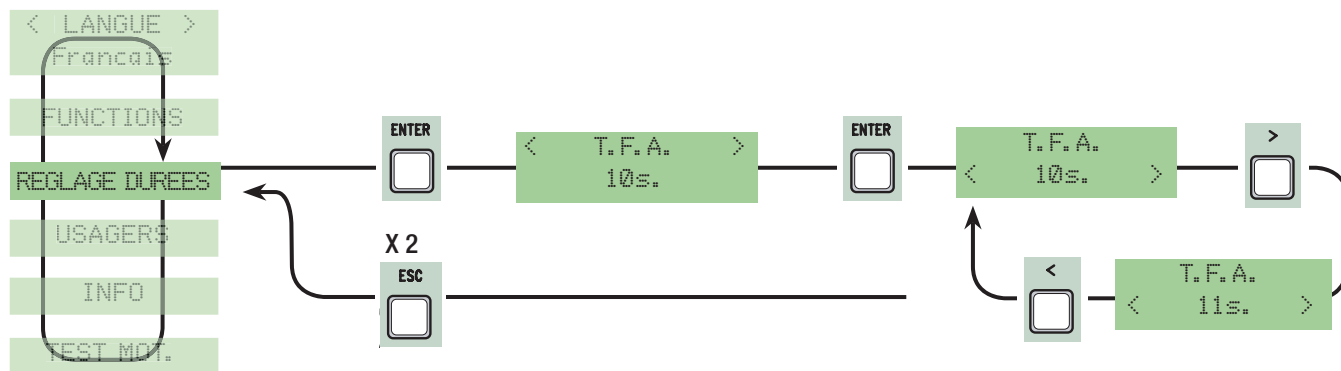 < LANGUE >
Francais
FUNCTIONS
REGLAGE DUREES
USAGERS
INFO
TEST MOT.
ENTER
< T.F.A. >
10s.
ENTER
T.F.A.
< 10s. >
>
X 2
ESC
<
T.F.A.
< 11s. >